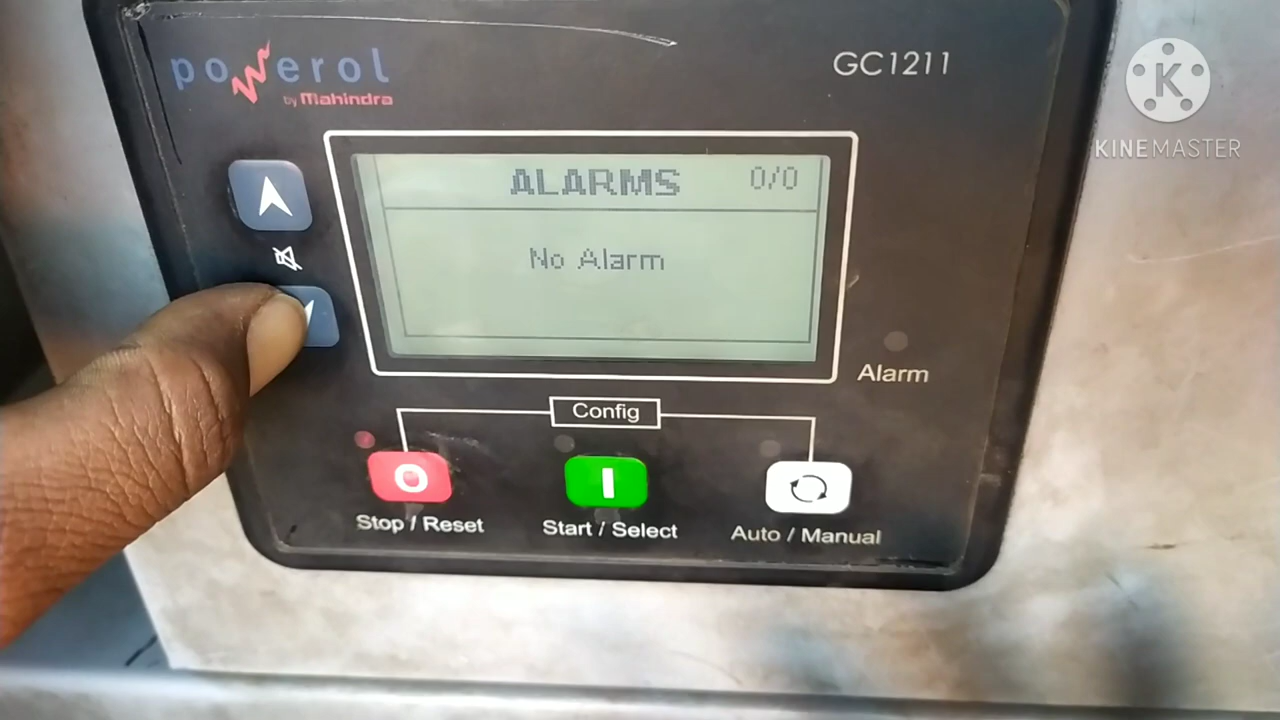 powerol
by Mahindra
GC1211
KINEMASTER
ALARMS 0/0
No Alarm
Alarm
Config
Stop / Reset
Start / Select
Auto / Manual